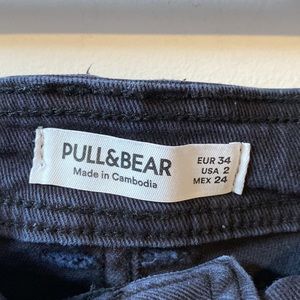 PULL&BEAR
Made in Cambodia
EUR 34
USA 2
MEX 24